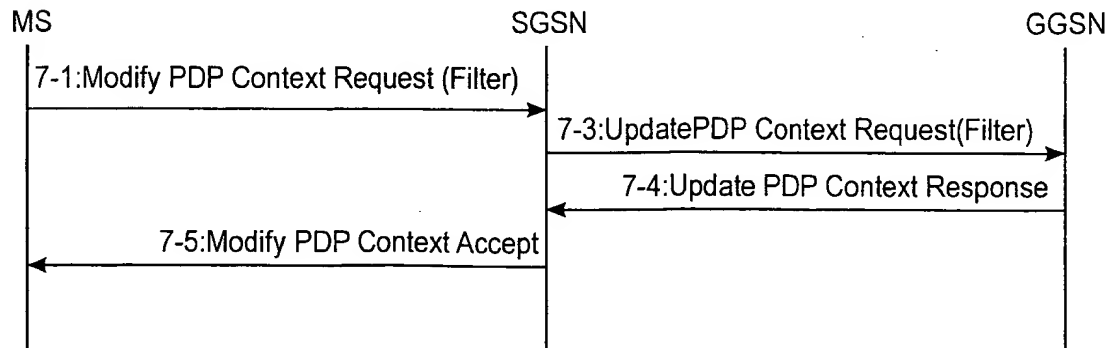 MS SGSN GGSN
7-1:Modify PDP Context Request (Filter)
7-3:UpdatePDP Context Request(Filter)
7-4:Update PDP Context Response
7-5:Modify PDP Context Accept